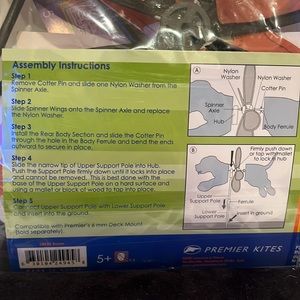 Assembly Instructions
Step 1
Remove Cotter Pin and slide one Nylon Washer from the
Spinner Axle.
Step 2
Slide Spinner Wings onto the Spinner Axle and replace
the Nylon Washer.
Step 3
Install the Rear Body Section and slide the Cotter Pin
through the hole in the Body Ferrule and bend the ends
outward to secure in place.
Step 4
Slide the narrow tip of Upper Support Pole into Hub.
Push the Support Pole firmly down until it locks into place
and cannot be removed. This is best done with the
base of the Upper Support Pole on a hard surface and
using a mallet or block of wood to tap into place.
Step 5
Connect Upper Support Pole with Lower Support Pole
and insert into the ground.
Compatible with Premier's 8 mm Deck Mount
(sold separately).
5+
A
Nylon
Washer
Nylon
Washer
Cotter Pin
Spinner
Axle
Hub
Body Ferrule
B
Firmly push down
or tap with mallet
to lock in hub
Upper
Support Pole
Ferrule
Lower
Support Pole
Insert in ground
PREMIER KITES